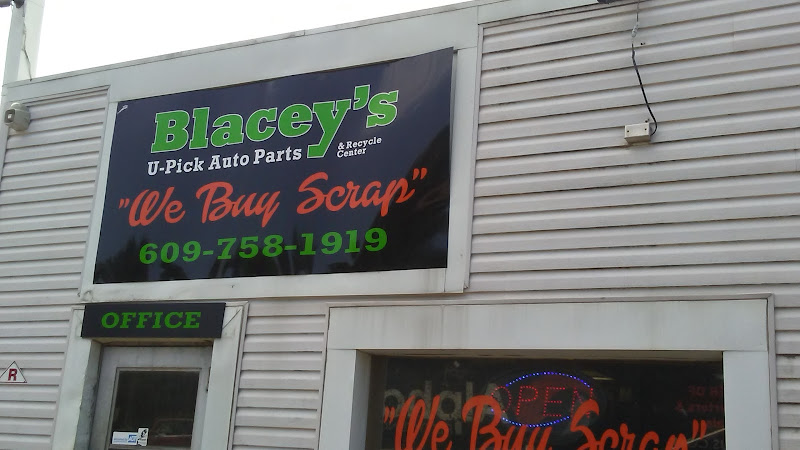 Blacey's
U-Pick Auto Parts
& Recycle
Center
"We Buy Scrap"
609-758-1919
OFFICE
R
OPEN
"We Buy Scrap"